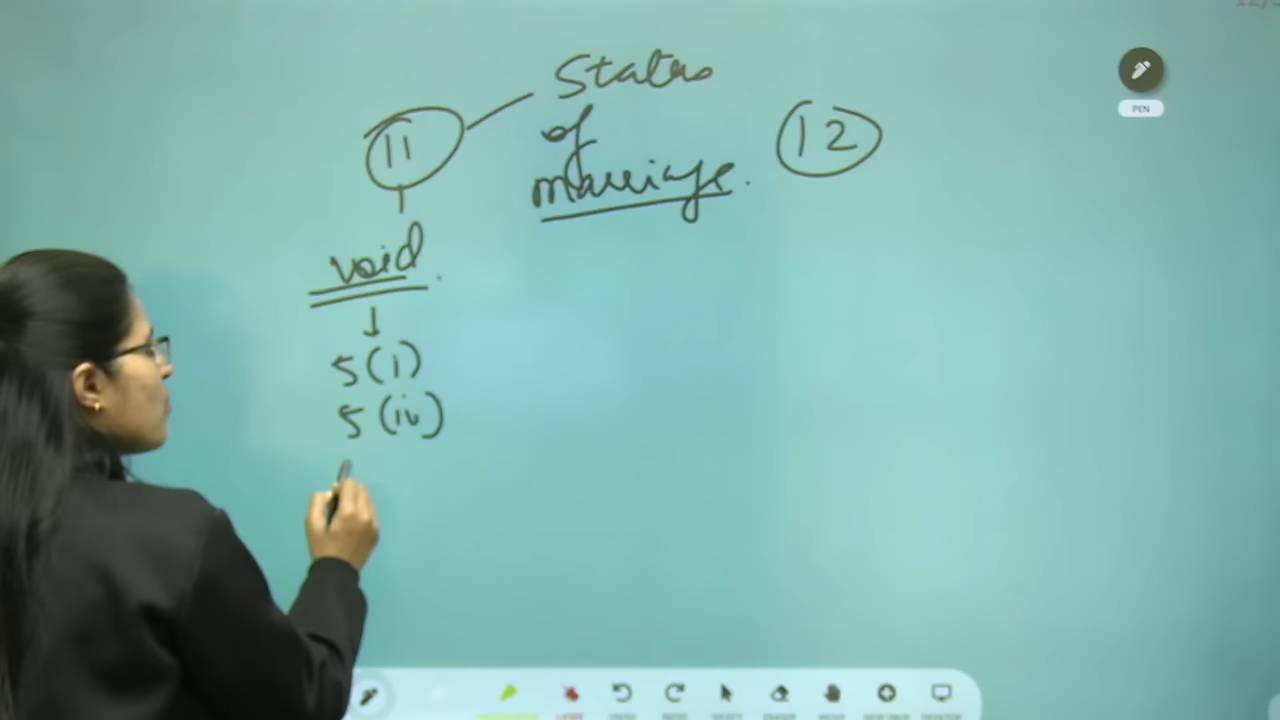 Status
of
marriage.
11
12
void.
5(i)
5(iv)
PEN